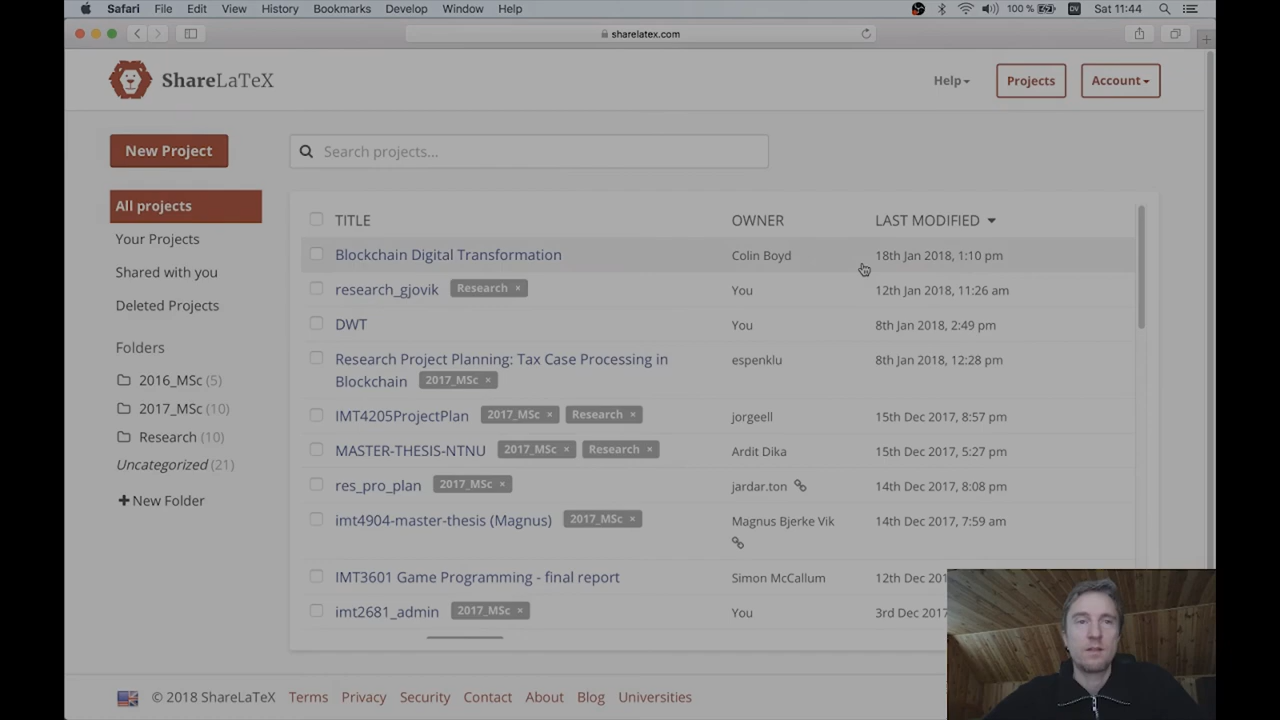 Safari File Edit View History Bookmarks Develop Window Help 100 % DV Sat 11:44
sharelatex.com
ShareLaTeX Help Projects Account
New Project Search projects...
All projects TITLE OWNER LAST MODIFIED
Your Projects Blockchain Digital Transformation Colin Boyd 18th Jan 2018, 1:10 pm
Shared with you research_gjovik Research × You 12th Jan 2018, 11:26 am
Deleted Projects DWT You 8th Jan 2018, 2:49 pm
Folders Research Project Planning: Tax Case Processing in espenklu 8th Jan 2018, 12:28 pm
2016_MSc (5) Blockchain 2017_MSc ×
2017_MSc (10) IMT4205ProjectPlan 2017_MSc × Research × jorgeell 15th Dec 2017, 8:57 pm
Research (10) MASTER-THESIS-NTNU 2017_MSc × Research × Ardit Dika 15th Dec 2017, 5:27 pm
Uncategorized (21) res_pro_plan 2017_MSc × jardar.ton 14th Dec 2017, 8:08 pm
+ New Folder imt4904-master-thesis (Magnus) 2017_MSc × Magnus Bjerke Vik 14th Dec 2017, 7:59 am
IMT3601 Game Programming - final report Simon McCallum 12th Dec
imt2681_admin 2017_MSc × You 3rd Dec 2017
© 2018 ShareLaTeX Terms Privacy Security Contact About Blog Universities